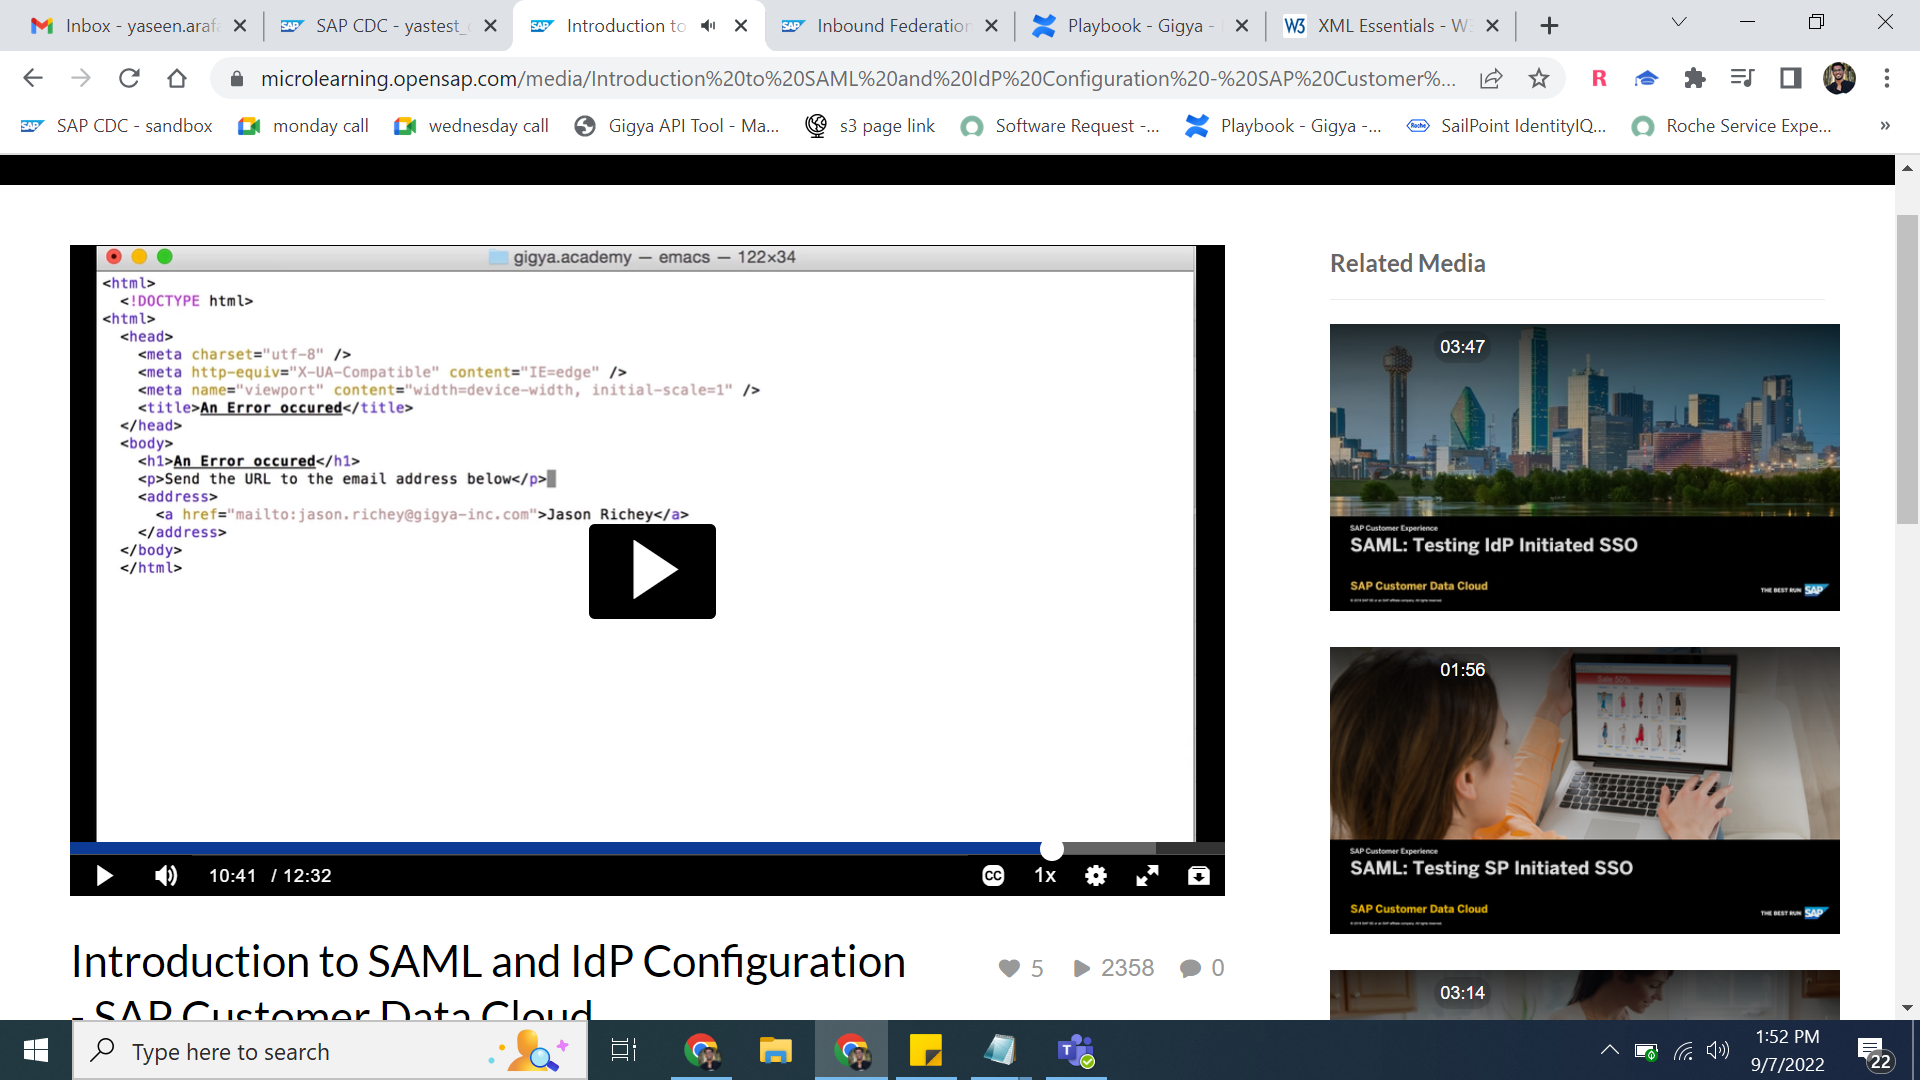 Inbox - yaseen.arafa
SAP CDC - yastest_
Introduction to
Inbound Federation
Playbook - Gigya -
W3 XML Essentials - W
microlearning.opensap.com/media/Introduction%20to%20SAML%20and%20IdP%20Configuration%20-%20SAP%20Customer%...
R
SAP CDC - sandbox
monday call
wednesday call
Gigya API Tool - Ma...
s3 page link
Software Request -...
Playbook - Gigya -...
SailPoint IdentityIQ...
Roche Service Expe...
»
gigya.academy — emacs — 122×34
<html>
<!DOCTYPE html>
<html>
<head>
<meta charset="utf-8" />
<meta http-equiv="X-UA-Compatible" content="IE=edge" />
<meta name="viewport" content="width=device-width, initial-scale=1" />
<title>An Error occured</title>
</head>
<body>
<h1>An Error occured</h1>
<p>Send the URL to the email address below</p>
<address>
<a href="mailto:jason.richey@gigya-inc.com">Jason Richey</a>
</address>
</body>
</html>
10:41 / 12:32
CC
1x
Introduction to SAML and IdP Configuration
- SAP Customer Data Cloud
5
2358
0
Related Media
03:47
SAP Customer Experience
SAML: Testing IdP Initiated SSO
SAP Customer Data Cloud
THE BEST RUN SAP
01:56
Sale 50%
SAP Customer Experience
SAML: Testing SP Initiated SSO
SAP Customer Data Cloud
THE BEST RUN SAP
03:14
Type here to search
1:52 PM
9/7/2022
22